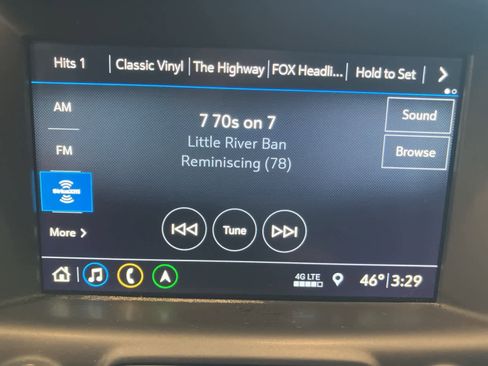 Hits 1 | Classic Vinyl | The Highway | FOX Headli... | Hold to Set
AM
7 70s on 7
Sound
Little River Ban
FM
Browse
Reminiscing (78)
SiriusXM
More
Tune
4G LTE
46° | 3:29